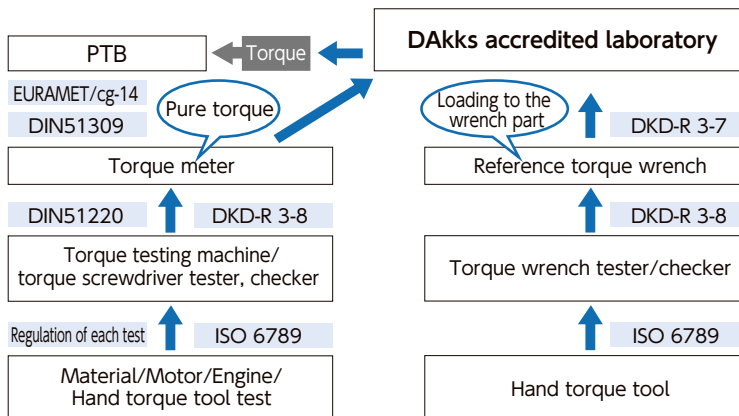 PTB
Torque
DAkks accredited laboratory
EURAMET/cg-14
DIN51309
Pure torque
Loading to the
wrench part
DKD-R 3-7
Torque meter
Reference torque wrench
DIN51220
DKD-R 3-8
DKD-R 3-8
Torque testing machine/
torque screwdriver tester, checker
Torque wrench tester/checker
Regulation of each test
ISO 6789
ISO 6789
Material/Motor/Engine/
Hand torque tool test
Hand torque tool